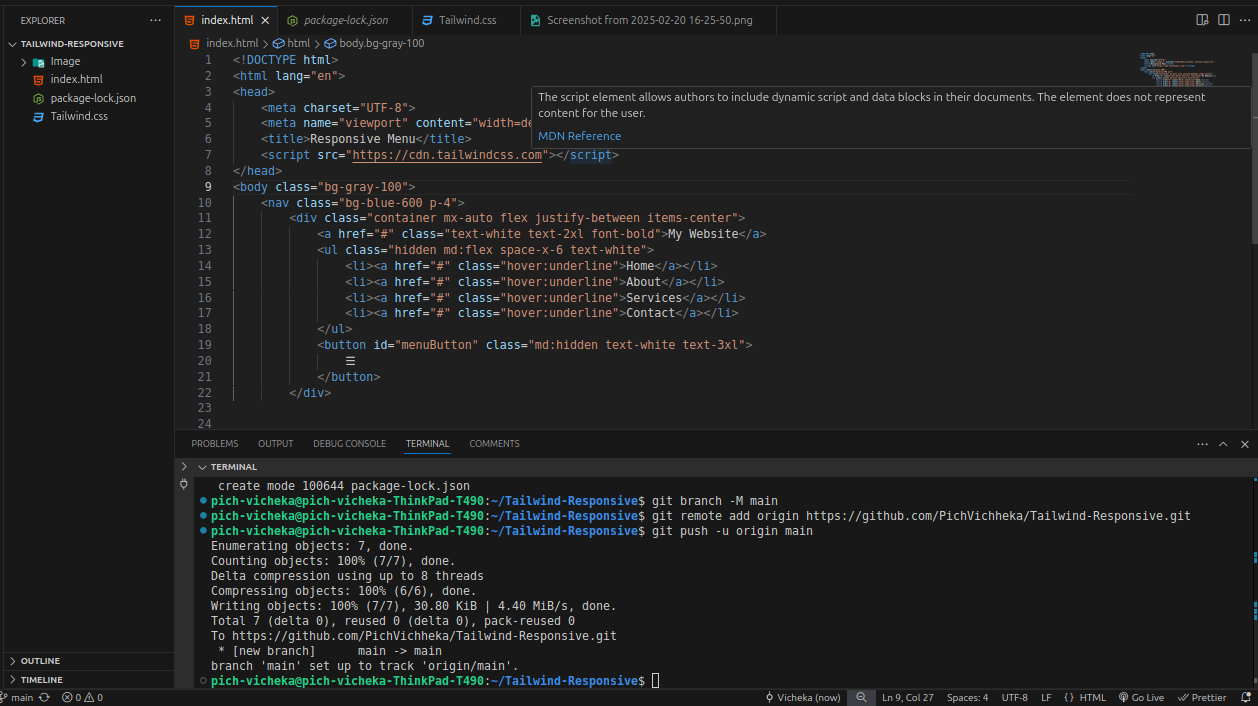 EXPLORER
TAILWIND-RESPONSIVE
Image
index.html
package-lock.json
Tailwind.css
OUTLINE
TIMELINE
index.html
package-lock.json
Tailwind.css
Screenshot from 2025-02-20 16-25-50.png
index.html > html > body.bg-gray-100
1 <!DOCTYPE html>
2 <html lang="en">
3 <head>
4 <meta charset="UTF-8">
5 <meta name="viewport" content="width=de
6 <title>Responsive Menu</title>
7 <script src="https://cdn.tailwindcss.com"></script>
8 </head>
9 <body class="bg-gray-100">
10 <nav class="bg-blue-600 p-4">
11 <div class="container mx-auto flex justify-between items-center">
12 <a href="#" class="text-white text-2xl font-bold">My Website</a>
13 <ul class="hidden md:flex space-x-6 text-white">
14 <li><a href="#" class="hover:underline">Home</a></li>
15 <li><a href="#" class="hover:underline">About</a></li>
16 <li><a href="#" class="hover:underline">Services</a></li>
17 <li><a href="#" class="hover:underline">Contact</a></li>
18 </ul>
19 <button id="menuButton" class="md:hidden text-white text-3xl">
20 ☰
21 </button>
22 </div>
23
24
The script element allows authors to include dynamic script and data blocks in their documents. The element does not represent
content for the user.
MDN Reference
PROBLEMS OUTPUT DEBUG CONSOLE TERMINAL COMMENTS
TERMINAL
create mode 100644 package-lock.json
pich-vicheka@pich-vicheka-ThinkPad-T490:~/Tailwind-Responsive$ git branch -M main
pich-vicheka@pich-vicheka-ThinkPad-T490:~/Tailwind-Responsive$ git remote add origin https://github.com/PichVichheka/Tailwind-Responsive.git
pich-vicheka@pich-vicheka-ThinkPad-T490:~/Tailwind-Responsive$ git push -u origin main
Enumerating objects: 7, done.
Counting objects: 100% (7/7), done.
Delta compression using up to 8 threads
Compressing objects: 100% (6/6), done.
Writing objects: 100% (7/7), 30.80 KiB | 4.40 MiB/s, done.
Total 7 (delta 0), reused 0 (delta 0), pack-reused 0
To https://github.com/PichVichheka/Tailwind-Responsive.git
* [new branch] main -> main
branch 'main' set up to track 'origin/main'.
pich-vicheka@pich-vicheka-ThinkPad-T490:~/Tailwind-Responsive$
main 0 0 Vicheka (now) Ln 9, Col 27 Spaces: 4 UTF-8 LF {} HTML Go Live Prettier